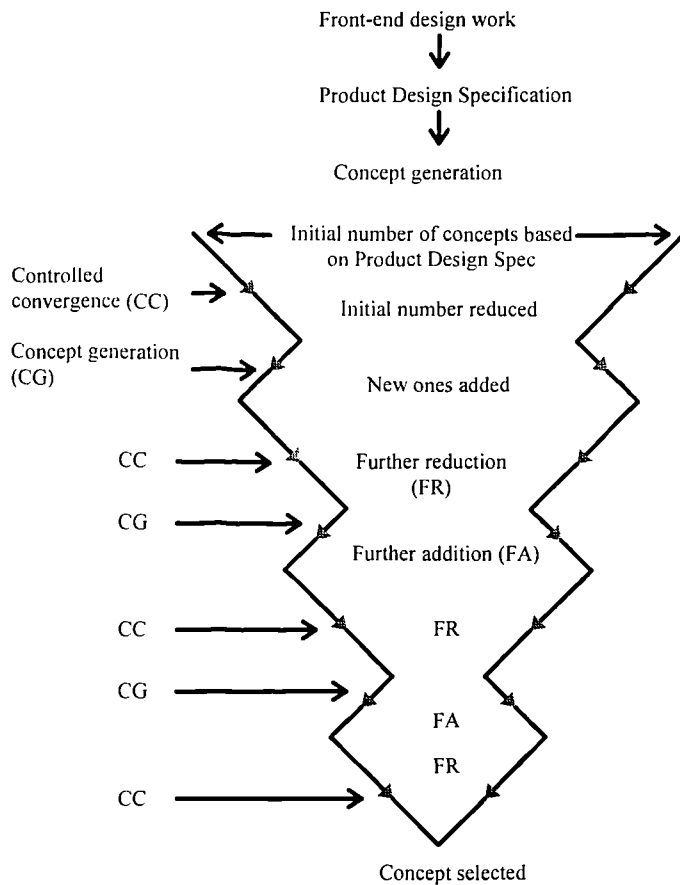 Front-end design work
Product Design Specification
Concept generation
Initial number of concepts based
on Product Design Spec
Controlled
convergence (CC)
Initial number reduced
Concept generation
(CG)
New ones added
CC
Further reduction
(FR)
CG
Further addition (FA)
CC
FR
CG
FA
FR
CC
Concept selected